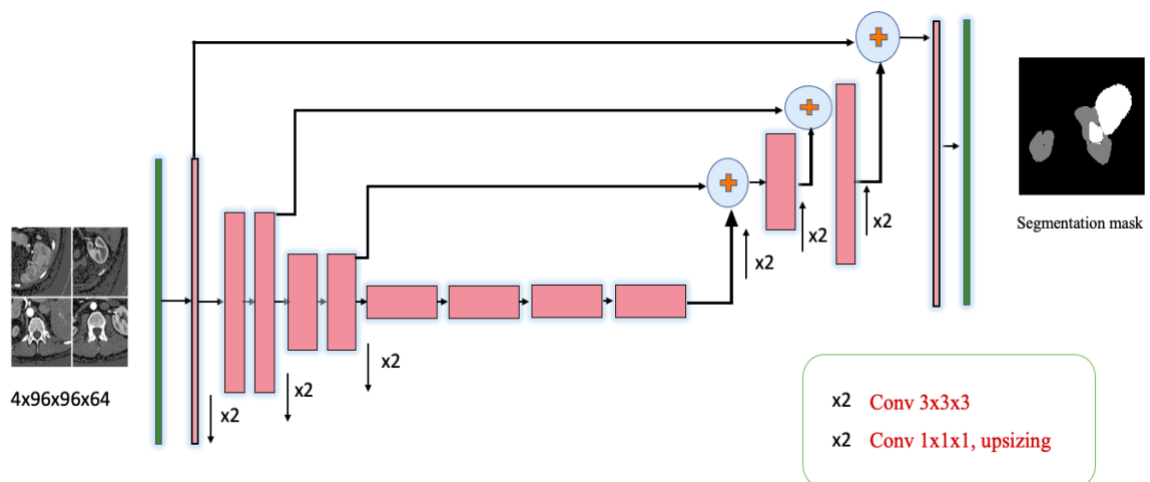 x2
x2
x2
4x96x96x64
x2
x2
x2
Segmentation mask
x2 Conv 3x3x3
x2 Conv 1x1x1, upsizing